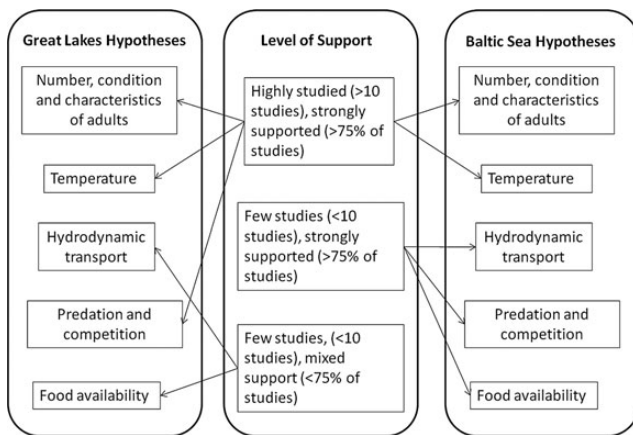 Great Lakes Hypotheses
Number, condition
and characteristics
of adults
Temperature
Hydrodynamic
transport
Predation and
competition
Food availability
Level of Support
Highly studied (>10
studies), strongly
supported (>75% of
studies)
Few studies (<10
studies), strongly
supported (>75% of
studies)
Few studies, (<10
studies), mixed
support (<75% of
studies)
Baltic Sea Hypotheses
Number, condition
and characteristics
of adults
Temperature
Hydrodynamic
transport
Predation and
competition
Food availability